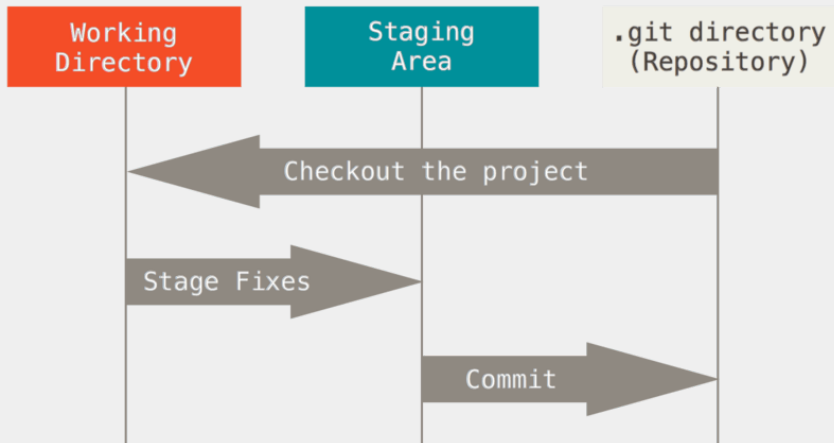 Working
Directory
Staging
Area
.git directory
(Repository)
Checkout the project
Stage Fixes
Commit